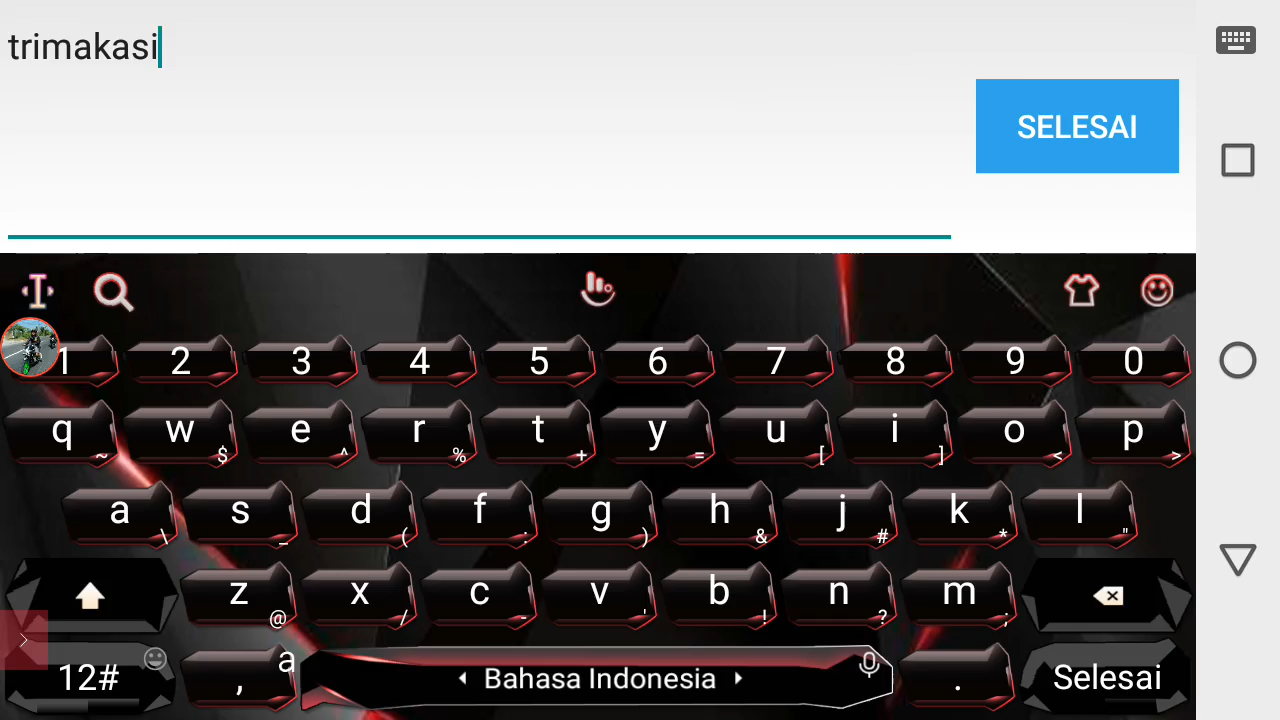 trimakasi
SELESAI
1 2 3 4 5 6 7 8 9 0
q w e r t y u i o p
~ $ ^ % + = [ ] < >
a s d f g h j k l
\ _ ( : ) & # * "
z x c v b n m
@ / - ' ! ? ;
12# , a Bahasa Indonesia . Selesai